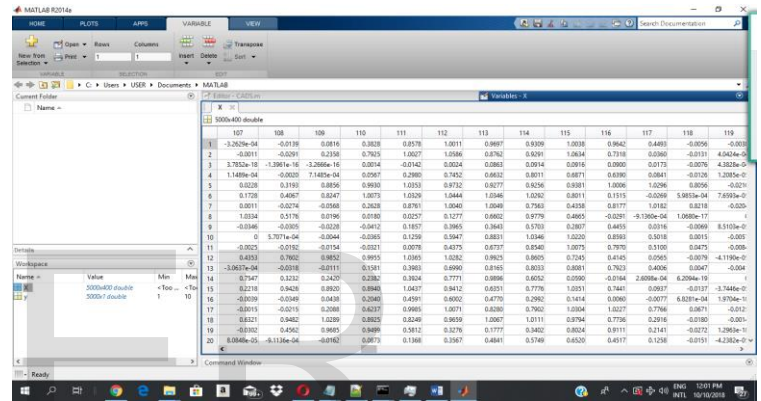 MATLAB R2014a
HOME PLOTS APPS VARIABLE VIEW Search Documentation
New from Selection Open Rows Columns Insert Delete Transpose
Print 1 1 Sort
VARIABLE SELECTION EDIT
C: Users USER Documents MATLAB
Current Folder Editor - CADS.m Variables - X
Name X
5000x400 double
107 108 109 110 111 112 113 114 115 116 117 118 119
1 -3.2629e-04 -0.0139 0.0816 0.3828 0.8578 1.0011 0.9697 0.9309 1.0038 0.9642 0.4493 -0.0056
2 -0.0011 -0.0291 0.2358 0.7925 1.0027 1.0586 0.8762 0.9291 1.0634 0.7318 0.0360 -0.0131
3 3.7852e-18 -1.3961e-16 -3.2666e-16 0.0014 -0.0142 0.0024 0.0863 0.0914 0.0916 0.0900 0.0173 -0.0076
4 1.1489e-04 -0.0020 7.1485e-04 0.0567 0.2980 0.7452 0.6632 0.8011 0.6871 0.6390 0.0841 -0.0126
5 0.0228 0.3193 0.8856 0.9930 1.0353 0.9732 0.9277 0.9256 0.9381 1.0006 1.0296 0.8056
6 0.1728 0.4067 0.8247 1.0073 1.0329 1.0444 1.0346 1.0292 0.8011 0.1515 -0.0269 5.9853e-04
7 0.0011 -0.0274 -0.0568 0.2628 0.8761 1.0040 1.0049 0.7563 0.4358 0.0177 1.0182 0.8218
8 1.0334 0.5176 0.0196 0.0180 0.0257 0.1277 0.6602 0.9779 0.4665 -0.0291 -9.1360e-04 1.0680e-17
9 -0.0346 -0.0305 -0.0228 -0.0412 0.1857 0.3965 0.3643 0.5703 0.2807 0.4455 0.0316 -0.0069
10 0 5.7071e-04 -0.0044 -0.0365 0.1259 0.5947 0.8831 1.0346 1.0220 0.8593 0.5018 0.0015
11 -0.0025 -0.0192 -0.0154 -0.0321 0.0078 0.4375 0.6737 0.8540 1.0075 0.7970 0.5100 0.0475
12 0.4353 0.7602 0.9852 0.9955 1.0365 1.0282 0.9925 0.8605 0.7245 0.4145 0.0565 -0.0079
13 -3.0637e-04 -0.0318 -0.0111 0.1581 0.3983 0.6990 0.8165 0.8033 0.8081 0.7923 0.4006 0.0047
14 0.7547 0.3232 0.2420 0.2382 0.3924 0.7771 0.9896 0.6052 0.0590 -0.0164 2.6098e-04 6.2094e-19
15 0.2218 0.9426 0.8920 0.8940 1.0437 0.9412 0.6351 0.7776 1.0351 0.7441 0.0937 -0.0137
16 -0.0039 -0.0349 0.0438 0.2040 0.4591 0.6002 0.4770 0.2992 0.1414 0.0060 -0.0077 6.8281e-04
17 -0.0015 -0.0215 0.2088 0.6237 0.9985 1.0071 0.8280 0.7902 1.0304 1.0227 0.7766 0.0671
18 0.6321 0.9482 1.0289 0.8925 0.8249 0.9659 1.0067 1.0111 0.9794 0.7736 0.2916 -0.0180
19 -0.0302 0.4562 0.9685 0.9499 0.5812 0.3276 0.1777 0.3402 0.8024 0.9111 0.2141 -0.0272
20 8.0848e-05 -9.1136e-04 -0.0162 0.0873 0.1368 0.3567 0.4841 0.5749 0.6520 0.4517 0.1258 -0.0151
Details
Workspace
Name Value Min Max
X 5000x400 double <Too ...
y 5000x1 double 1 10
Command Window
Ready
ENG 12:01 PM
INTL 10/10/2018